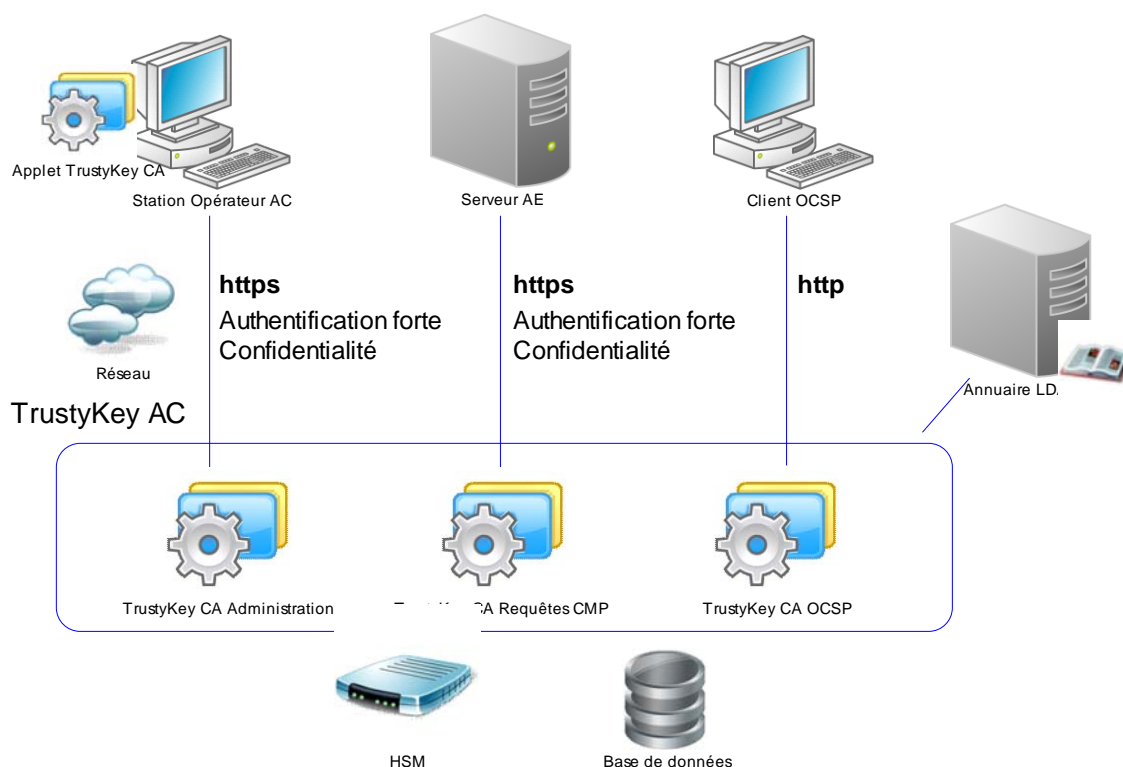 Applet TrustyKey CA
Station Opérateur AC
Serveur AE
Client OCSP
https
Authentification forte
Confidentialité
https
Authentification forte
Confidentialité
http
Réseau
Annuaire
TrustyKey AC
TrustyKey CA Administration
CA Requêtes CMP
TrustyKey CA OCSP
HSM
Base de données